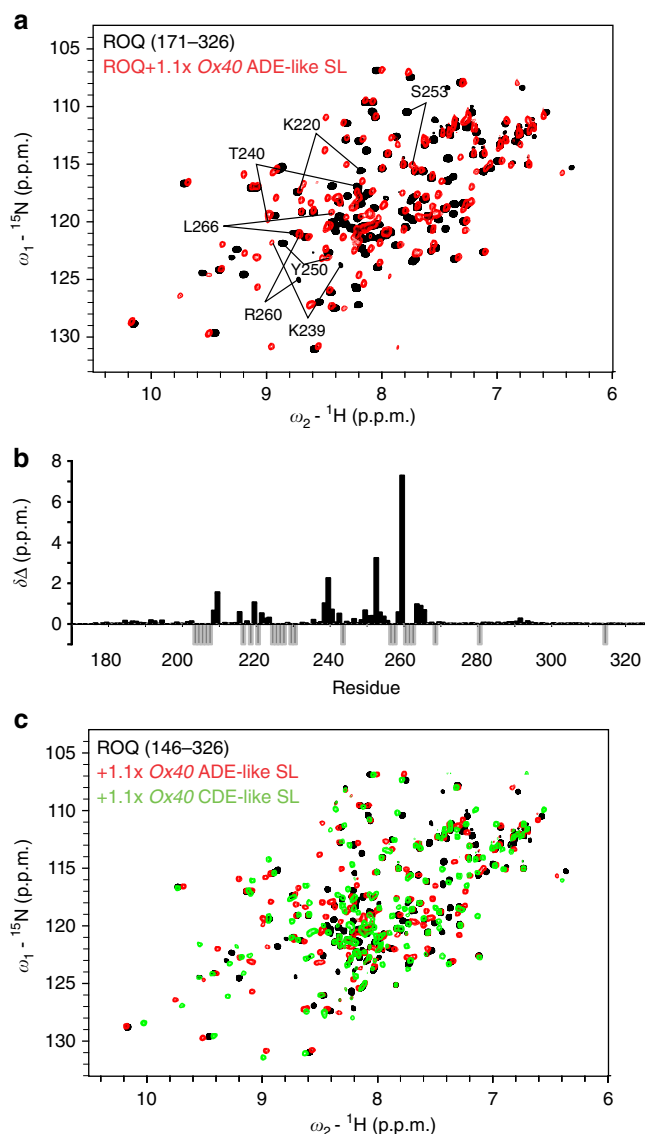 a
ROQ (171–326)
ROQ+1.1x Ox40 ADE-like SL
105
110
115
120
125
130
S253
K220
T240
L266
Y250
R260
K239
10 9 8 7 6
ω1 - 15N (p.p.m.)
ω2 - 1H (p.p.m.)
b
8
6
4
2
0
δΔ (p.p.m.)
180 200 220 240 260 280 300 320
Residue
c
ROQ (146–326)
+1.1x Ox40 ADE-like SL
+1.1x Ox40 CDE-like SL
105
110
115
120
125
130
10 9 8 7 6
ω1 - 15N (p.p.m.)
ω2 - 1H (p.p.m.)